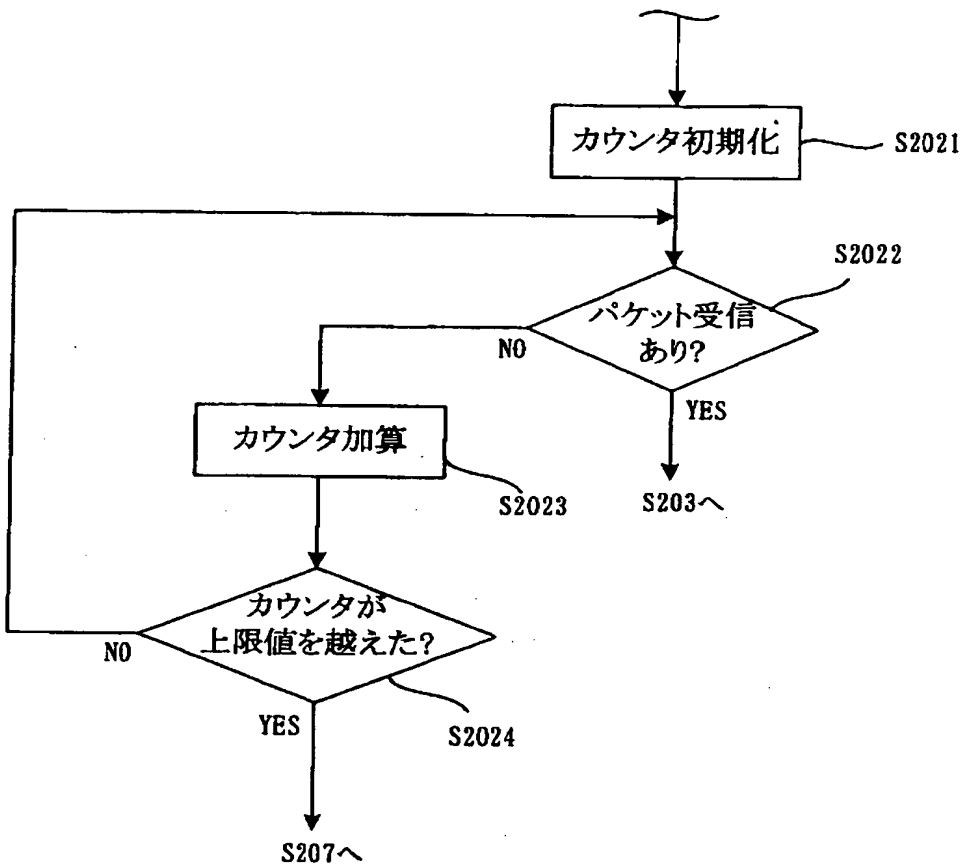 カウンタ初期化
S2021
S2022
パケット受信
あり?
NO
YES
カウンタ加算
S2023
S203へ
カウンタが
上限値を越えた?
NO
YES
S2024
S207へ